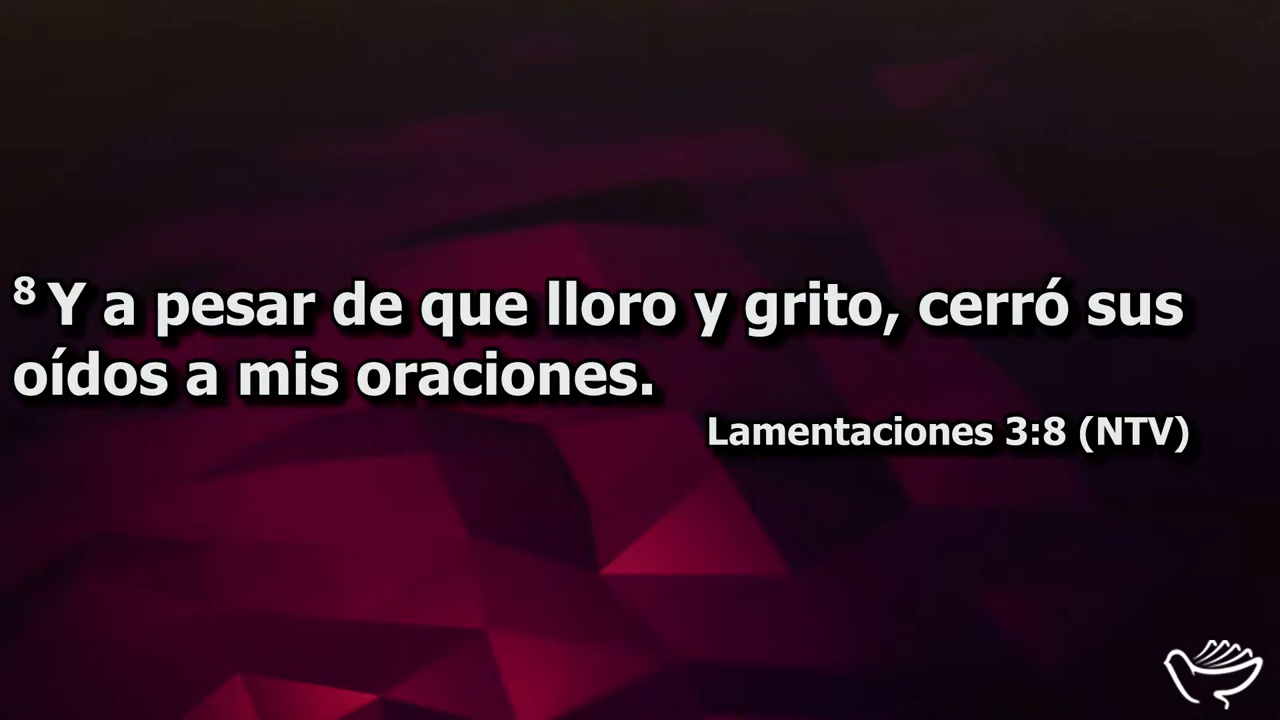 8 Y a pesar de que lloro y grito, cerró sus
oídos a mis oraciones.
Lamentaciones 3:8 (NTV)